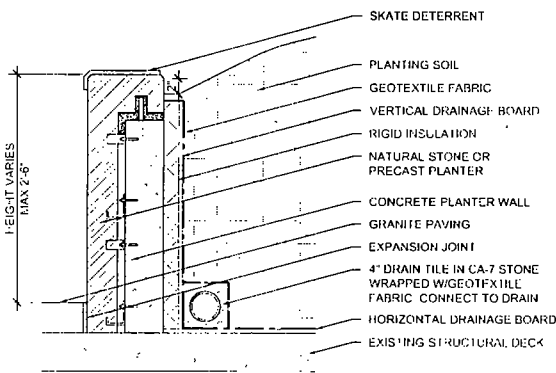 SKATE DETERRENT
PLANTING SOIL
GEOTEXTILE FABRIC
VERTICAL DRAINAGE BOARD
RIGID INSULATION
NATURAL STONE OR
PRECAST PLANTER
CONCRETE PLANTER WALL
GRANITE PAVING
EXPANSION JOINT
4" DRAIN TILE IN CA-7 STONE
WRAPPED W/GEOTEXTILE
FABRIC CONNECT TO DRAIN
HORIZONTAL DRAINAGE BOARD
EXISTING STRUCTURAL DECK
HEIGHT VARIES
MAX 2'-6"
2"